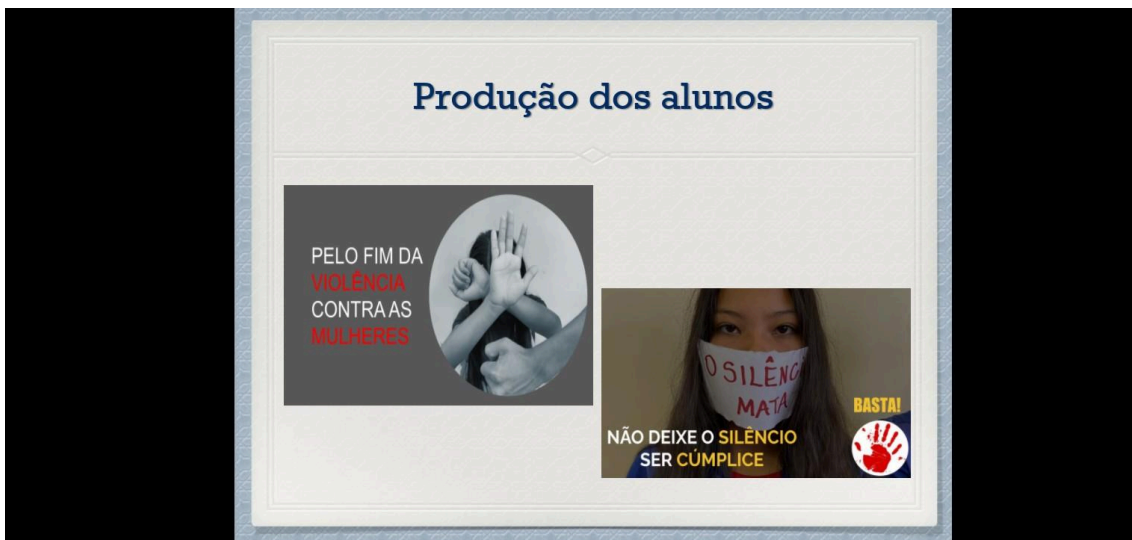 Produção dos alunos
PELO FIM DA
VIOLÊNCIA
CONTRA AS
MULHERES
O SILÊNC
MATA
BASTA!
NÃO DEIXE O SILÊNCIO
SER CÚMPLICE